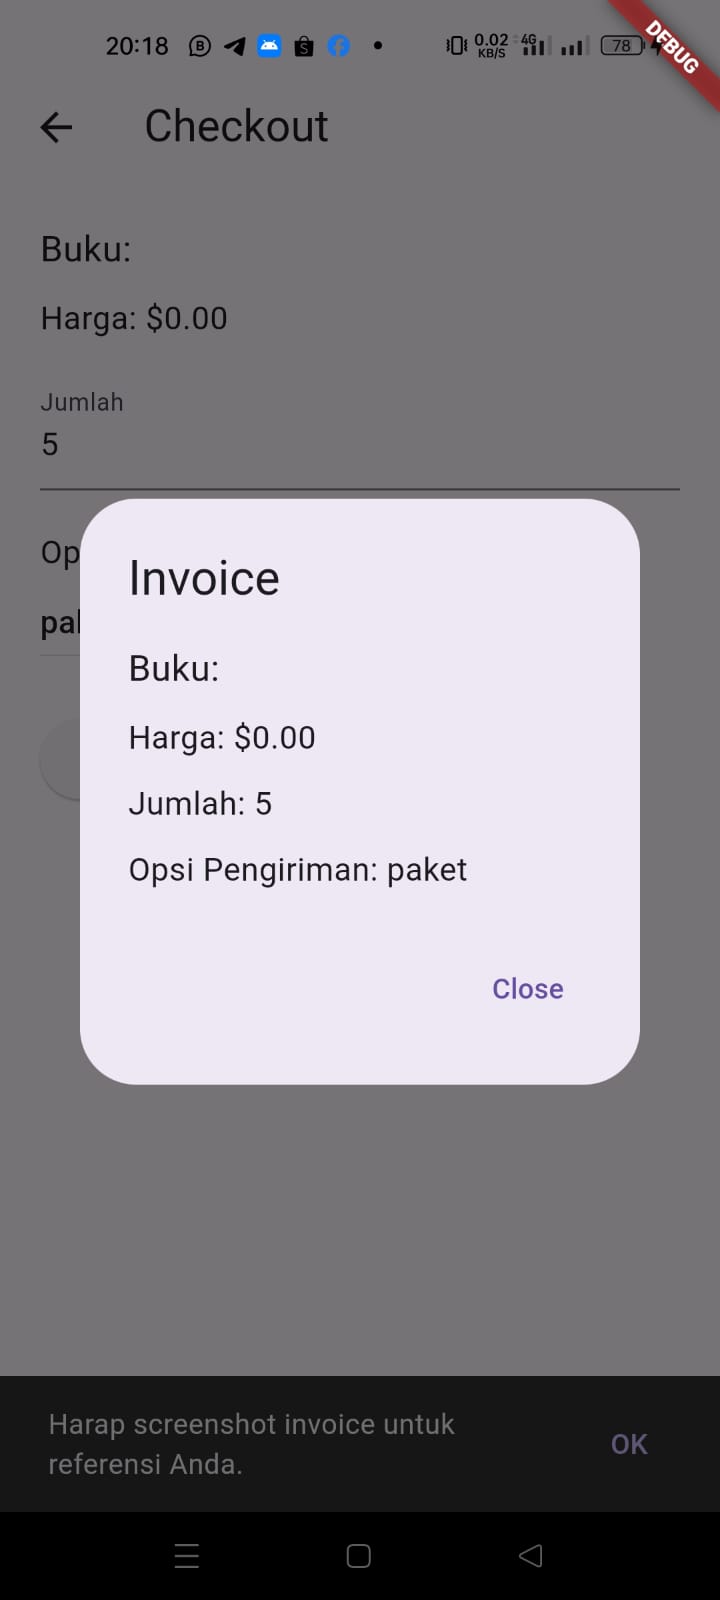 20:18
0.02 KB/S
4G
78
DEBUG
Checkout
Buku:
Harga: $0.00
Jumlah
5
Op
pal
Invoice
Buku:
Harga: $0.00
Jumlah: 5
Opsi Pengiriman: paket
Close
Harap screenshot invoice untuk
referensi Anda.
OK